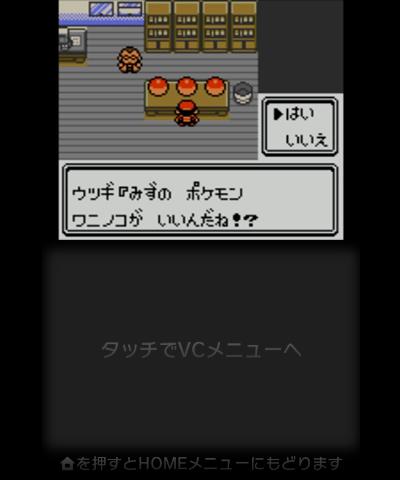 ▶はい
いいえ
ウツギ『みずの ポケモン
ワニノコが いいんだね!?
タッチでVCメニューへ
を押すとHOMEメニューにもどります